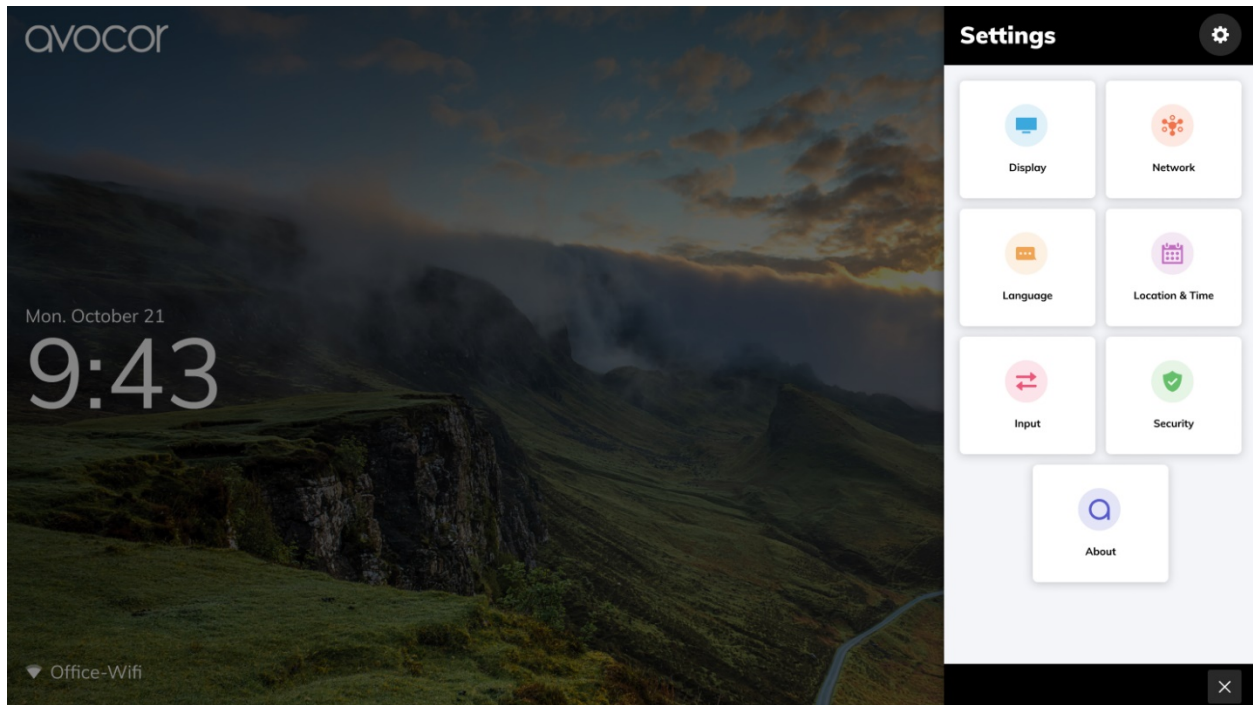 avocor
Mon. October 21
9:43
Office-Wifi
Settings
Display
Network
Language
Location & Time
Input
Security
About